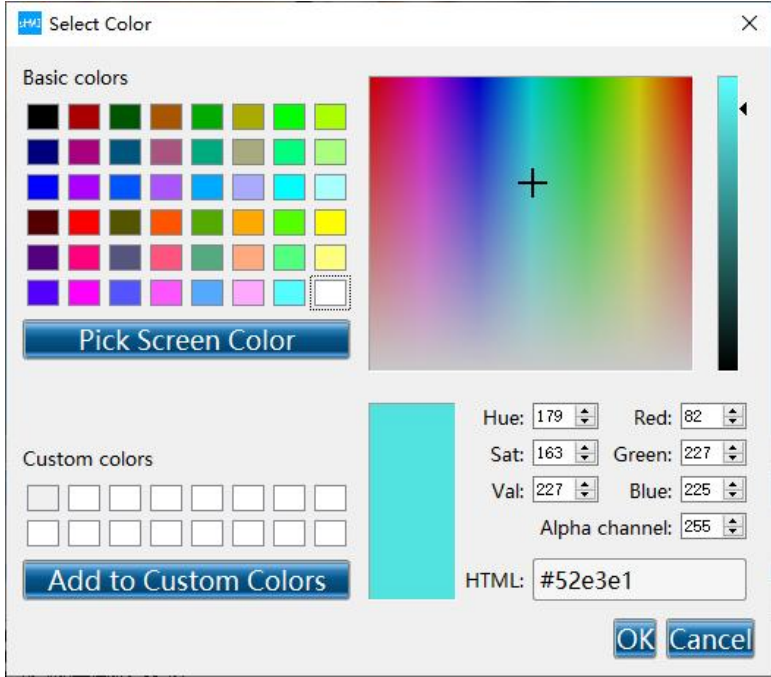 sHMI Select Color
Basic colors
Pick Screen Color
Hue: 179 Red: 82
Sat: 163 Green: 227
Val: 227 Blue: 225
Alpha channel: 255
Custom colors
Add to Custom Colors
HTML: #52e3e1
OK Cancel